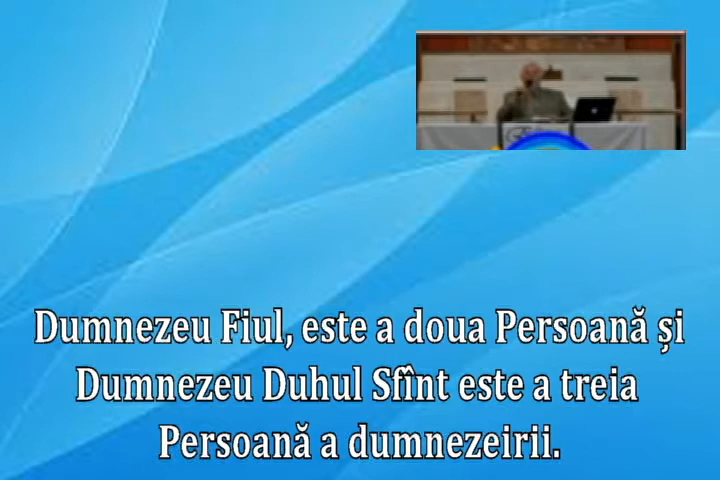 Dumnezeu Fiul, este a doua Persoană și
Dumnezeu Duhul Sfînt este a treia
Persoană a dumnezeirii.